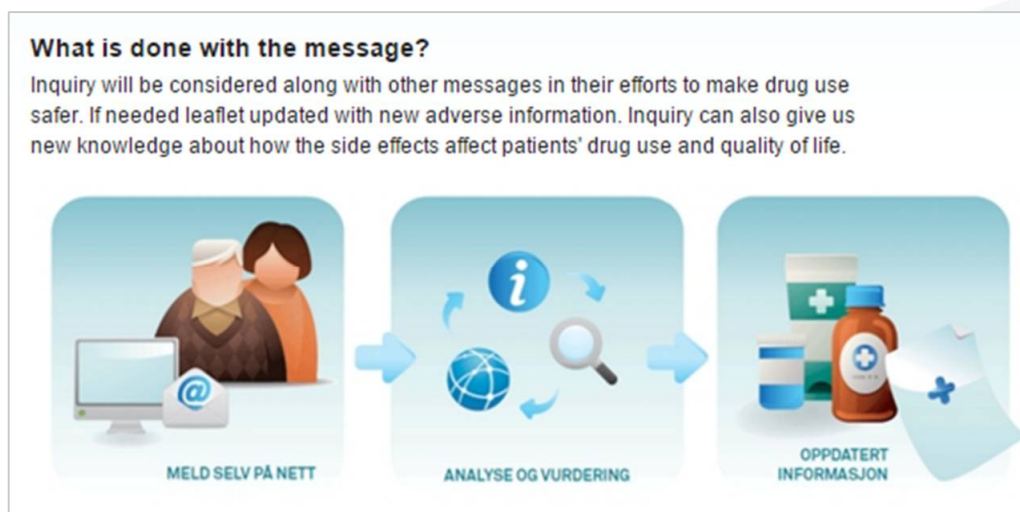 What is done with the message?
Inquiry will be considered along with other messages in their efforts to make drug use
safer. If needed leaflet updated with new adverse information. Inquiry can also give us
new knowledge about how the side effects affect patients' drug use and quality of life.
MELD SELV PÅ NETT
ANALYSE OG VURDERING
OPPDATERT
INFORMASJON